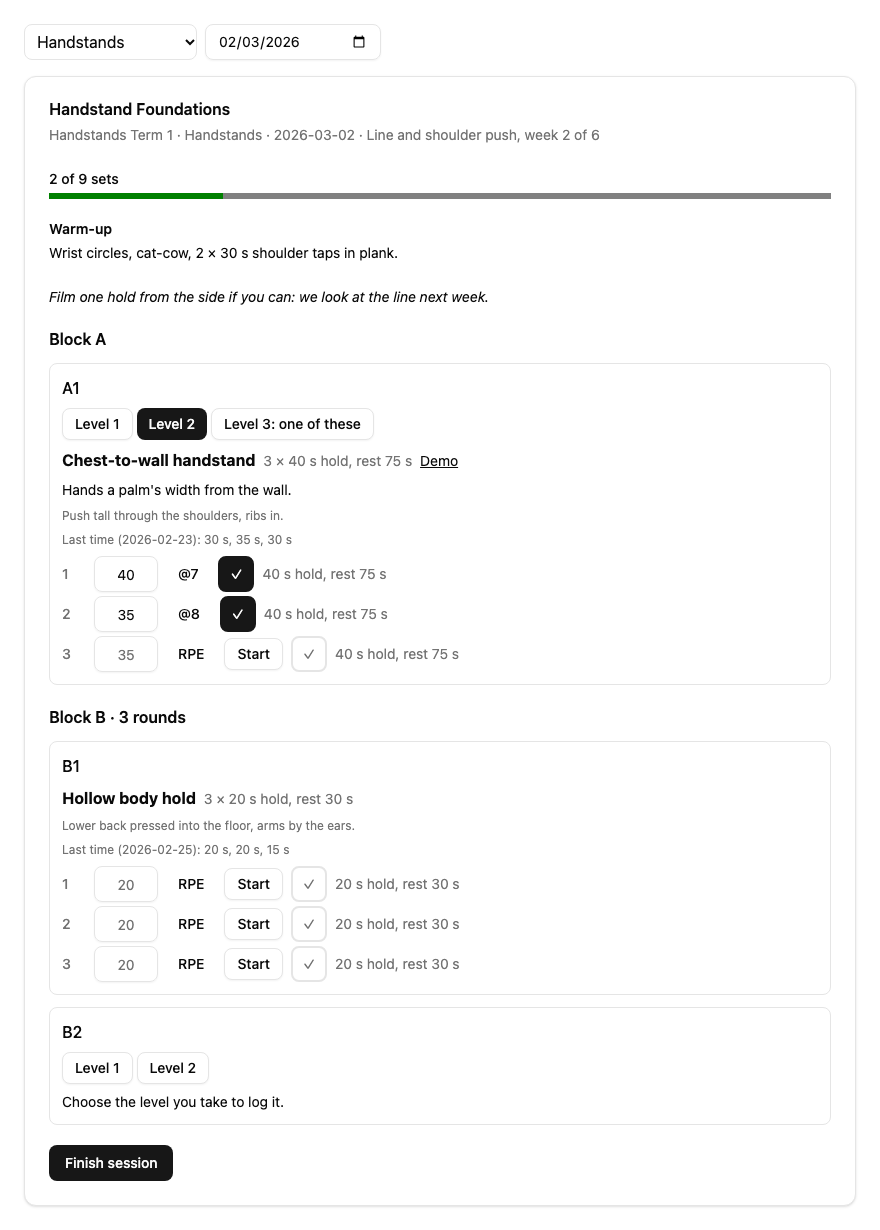 Handstands 02/03/2026
Handstand Foundations
Handstands Term 1 · Handstands · 2026-03-02 · Line and shoulder push, week 2 of 6
2 of 9 sets
Warm-up
Wrist circles, cat-cow, 2 × 30 s shoulder taps in plank.
Film one hold from the side if you can: we look at the line next week.
Block A
A1
Level 1 Level 2 Level 3: one of these
Chest-to-wall handstand 3 × 40 s hold, rest 75 s Demo
Hands a palm's width from the wall.
Push tall through the shoulders, ribs in.
Last time (2026-02-23): 30 s, 35 s, 30 s
1 40 @7 ✓ 40 s hold, rest 75 s
2 35 @8 ✓ 40 s hold, rest 75 s
3 35 RPE Start ✓ 40 s hold, rest 75 s
Block B · 3 rounds
B1
Hollow body hold 3 × 20 s hold, rest 30 s
Lower back pressed into the floor, arms by the ears.
Last time (2026-02-25): 20 s, 20 s, 15 s
1 20 RPE Start ✓ 20 s hold, rest 30 s
2 20 RPE Start ✓ 20 s hold, rest 30 s
3 20 RPE Start ✓ 20 s hold, rest 30 s
B2
Level 1 Level 2
Choose the level you take to log it.
Finish session